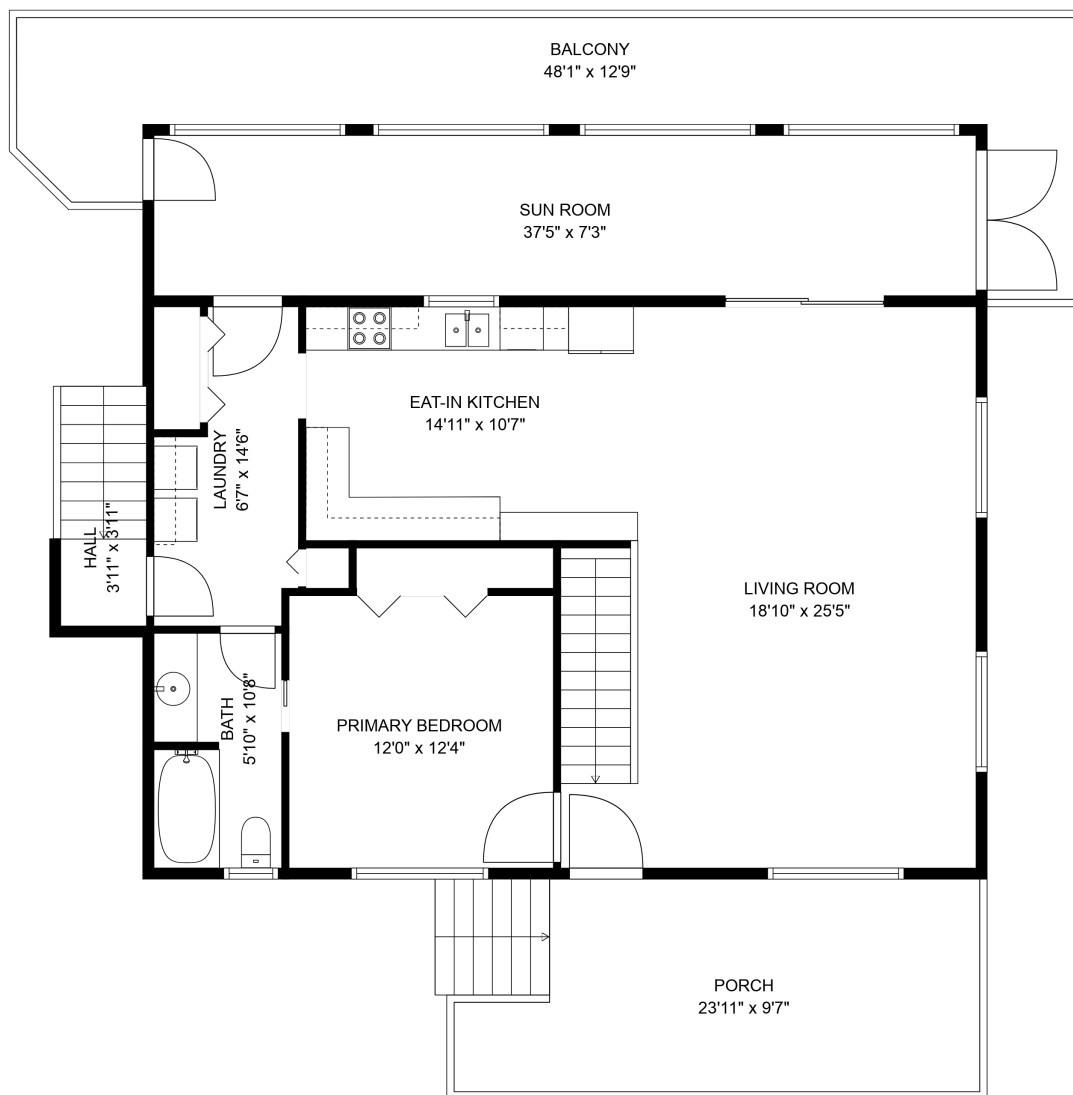 BALCONY
48'1" x 12'9"
SUN ROOM
37'5" x 7'3"
EAT-IN KITCHEN
14'11" x 10'7"
LAUNDRY
6'7" x 14'6"
HALL
3'11" x 3'11"
LIVING ROOM
18'10" x 25'5"
BATH
5'10" x 10'8"
PRIMARY BEDROOM
12'0" x 12'4"
PORCH
23'11" x 9'7"